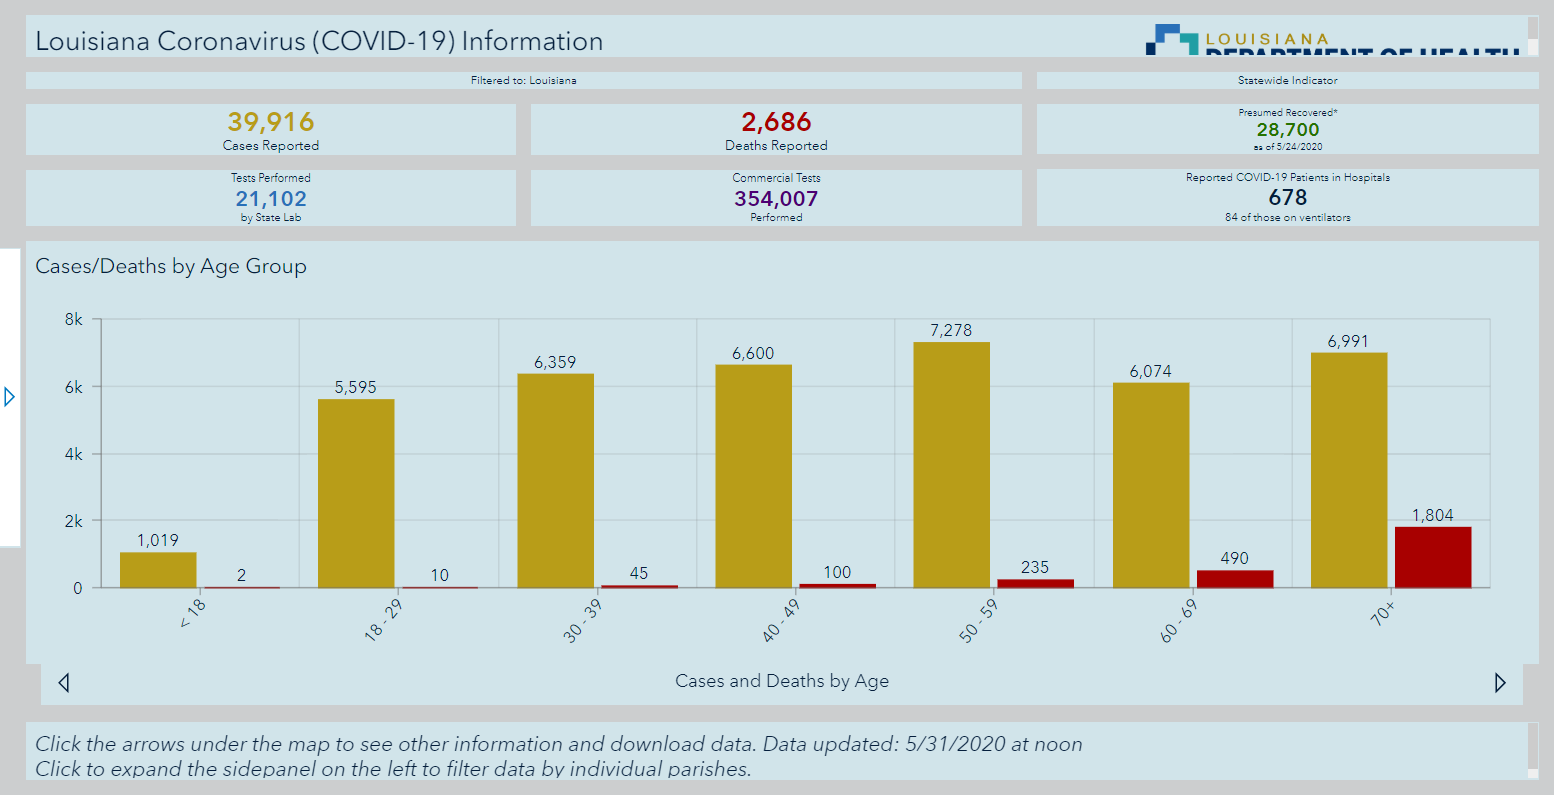 Louisiana Coronavirus (COVID-19) Information
LOUISIANA
DEPARTMENT OF HEALTH
Filtered to: Louisiana
Statewide Indicator
39,916
Cases Reported
2,686
Deaths Reported
Presumed Recovered*
28,700
as of 5/24/2020
Tests Performed
21,102
by State Lab
Commercial Tests
354,007
Performed
Reported COVID-19 Patients in Hospitals
678
84 of those on ventilators
Cases/Deaths by Age Group
8k
6k
4k
2k
0
1,019
2
5,595
10
6,359
45
6,600
100
7,278
235
6,074
490
6,991
1,804
< 18
18 - 29
30 - 39
40 - 49
50 - 59
60 - 69
70+
Cases and Deaths by Age
Click the arrows under the map to see other information and download data. Data updated: 5/31/2020 at noon
Click to expand the sidepanel on the left to filter data by individual parishes.